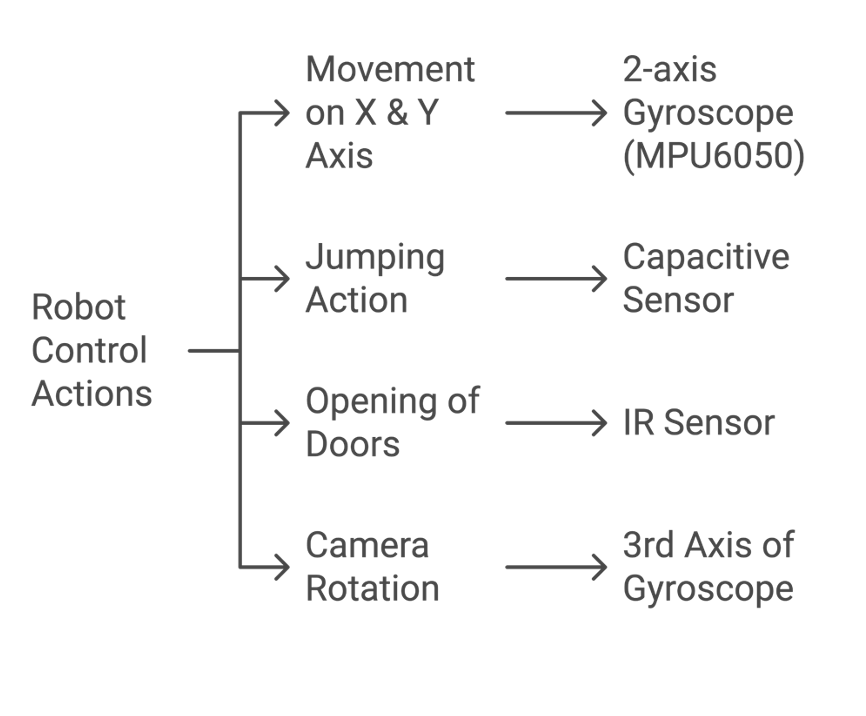 Robot
Control
Actions
Movement
on X & Y
Axis
2-axis
Gyroscope
(MPU6050)
Jumping
Action
Capacitive
Sensor
Opening of
Doors
IR Sensor
Camera
Rotation
3rd Axis of
Gyroscope